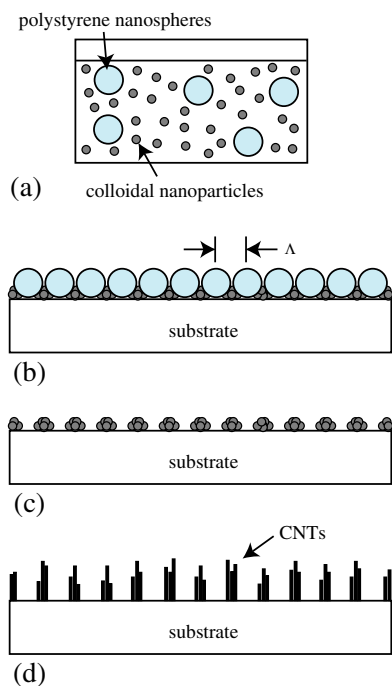 polystyrene nanospheres
(a)
colloidal nanoparticles
Λ
substrate
(b)
substrate
(c)
CNTs
substrate
(d)